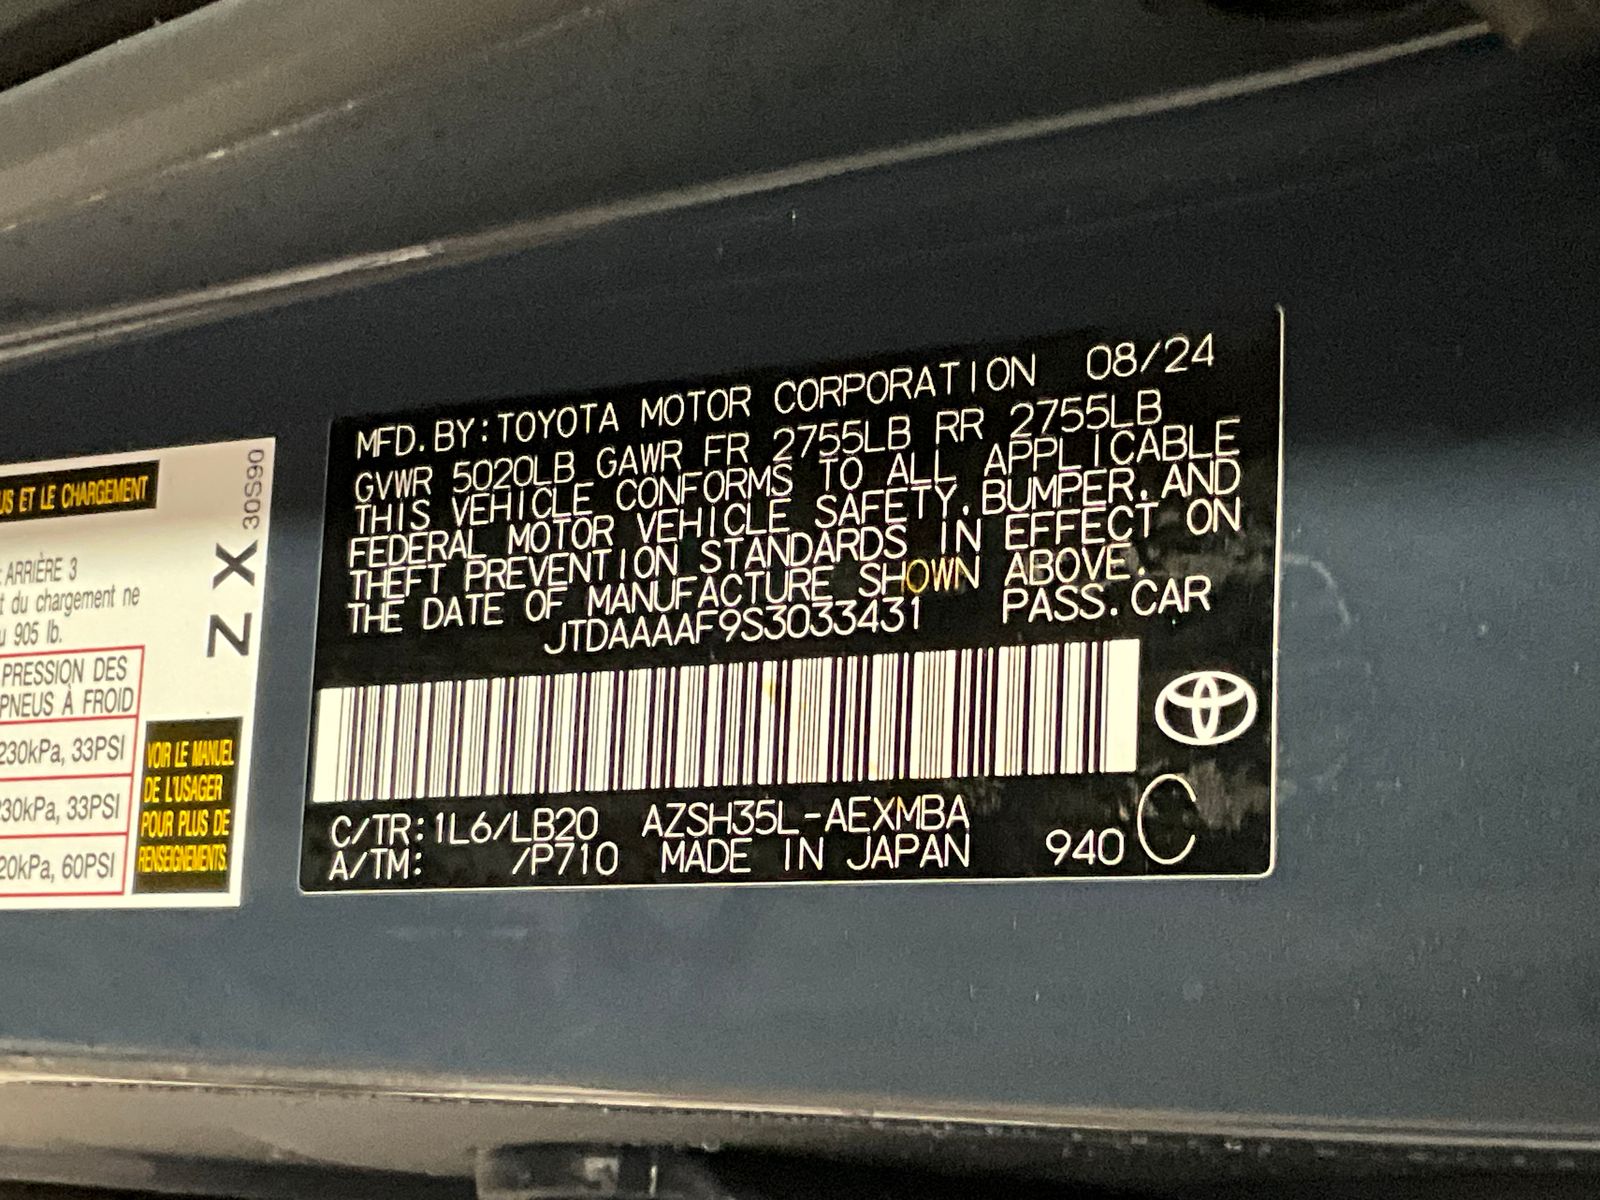 US ET LE CHARGEMENT
ARRIÈRE 3
t du chargement ne
905 lb.
PRESSION DES
PNEUS À FROID
230kPa, 33PSI
30kPa, 33PSI
20kPa, 60PSI
VOIR LE MANUEL
DE L'USAGER
POUR PLUS DE
RENSEIGNEMENTS.
ZX 30S90
MFD. BY: TOYOTA MOTOR CORPORATION 08/24
GVWR 5020LB GAWR FR 2755LB RR 2755LB
THIS VEHICLE CONFORMS TO ALL APPLICABLE
FEDERAL MOTOR VEHICLE SAFETY, BUMPER, AND
THEFT PREVENTION STANDARDS IN EFFECT ON
THE DATE OF MANUFACTURE SHOWN ABOVE.
JTDAAAAF9S3033431 PASS. CAR
C/TR: 1L6/LB20 AZSH35L-AEXMBA
A/TM: /P710 MADE IN JAPAN 940 C